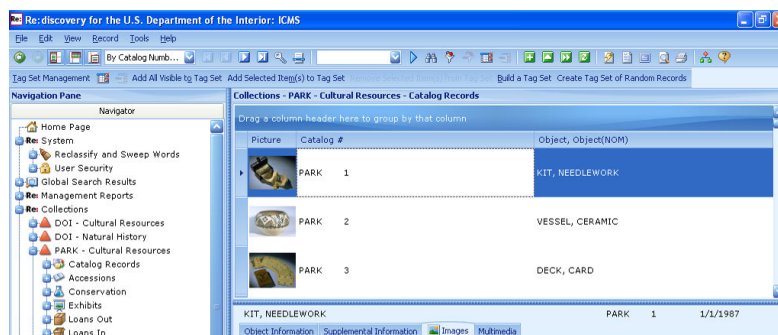 Re:discovery for the U.S. Department of the Interior: ICMS
File Edit View Record Tools Help
By Catalog Numb...
Tag Set Management Add All Visible to Tag Set Add Selected Item(s) to Tag Set Build a Tag Set Create Tag Set of Random Records
Navigation Pane
Navigator
Home Page
Re: System
Reclassify and Sweep Words
User Security
Global Search Results
Re: Management Reports
Re: Collections
DOI - Cultural Resources
DOI - Natural History
PARK - Cultural Resources
Catalog Records
Accessions
Conservation
Exhibits
Loans Out
Loans In
Collections - PARK - Cultural Resources - Catalog Records
Drag a column header here to group by that column
Picture Catalog # Object, Object(NOM)
PARK 1 KIT, NEEDLEWORK
PARK 2 VESSEL, CERAMIC
PARK 3 DECK, CARD
KIT, NEEDLEWORK PARK 1 1/1/1987
Object Information Supplemental Information Images Multimedia